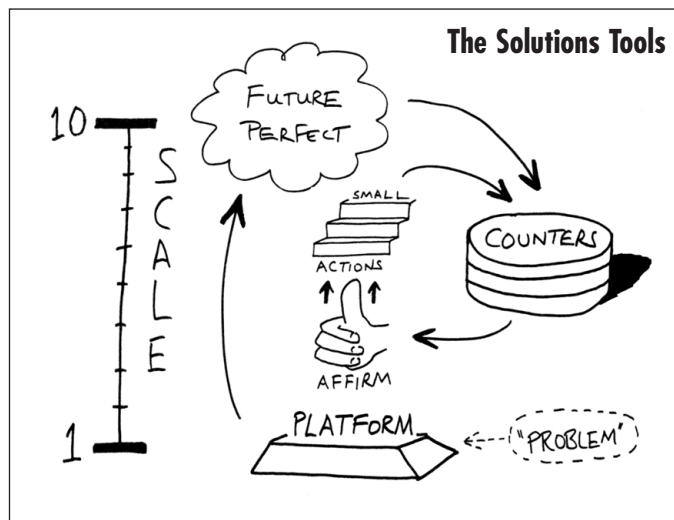 The Solutions Tools
FUTURE
PERFECT
10
SCALE
1
SMALL
ACTIONS
COUNTERS
AFFIRM
PLATFORM
"PROBLEM"